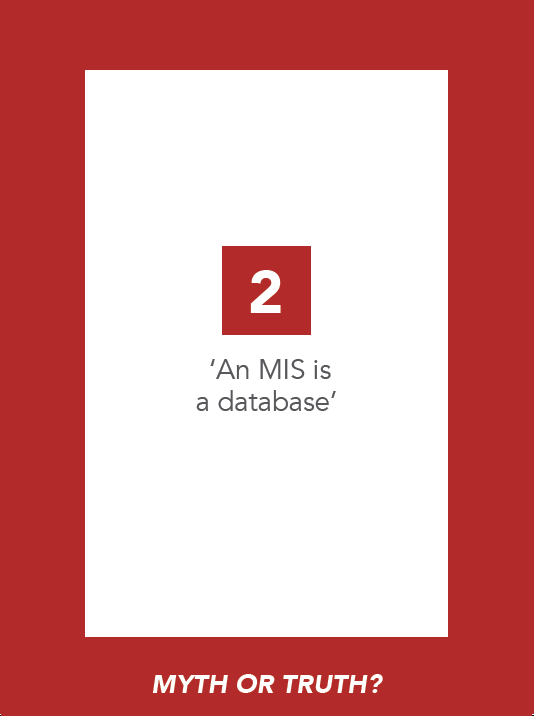 2
‘An MIS is
a database’
MYTH OR TRUTH?